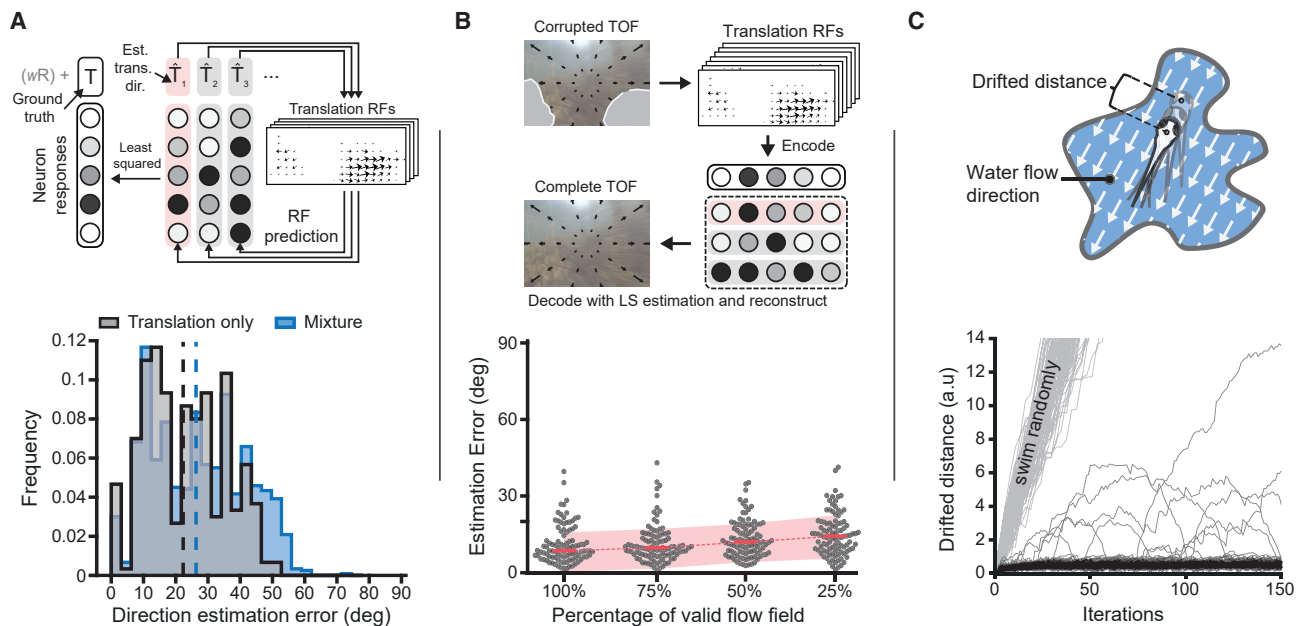 A
(wR) +
T
Ground
truth
Est.
trans.
dir.
T̂1 T̂2 T̂3 ...
Translation RFs
Neuron
responses
Least
squared
RF
prediction
Translation only Mixture
0.12
0.1
0.08
0.06
0.04
0.02
0
Frequency
0 10 20 30 40 50 60 70 80 90
Direction estimation error (deg)
B
Corrupted TOF
Translation RFs
Encode
Complete TOF
Decode with LS estimation and reconstruct
90
60
30
0
Estimation Error (deg)
100% 75% 50% 25%
Percentage of valid flow field
C
Drifted distance
Water flow
direction
14
12
10
8
6
4
2
0
Drifted distance (a.u)
swim randomly
0 50 100 150
Iterations